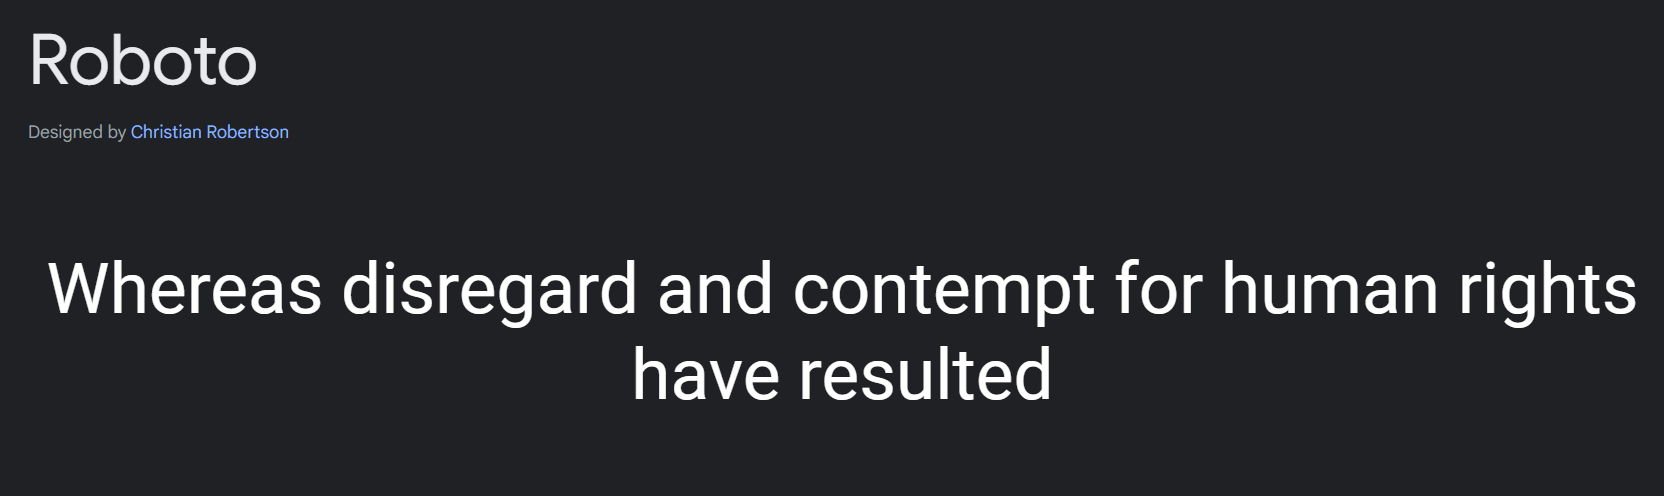 Roboto
Designed by Christian Robertson
Whereas disregard and contempt for human rights
have resulted